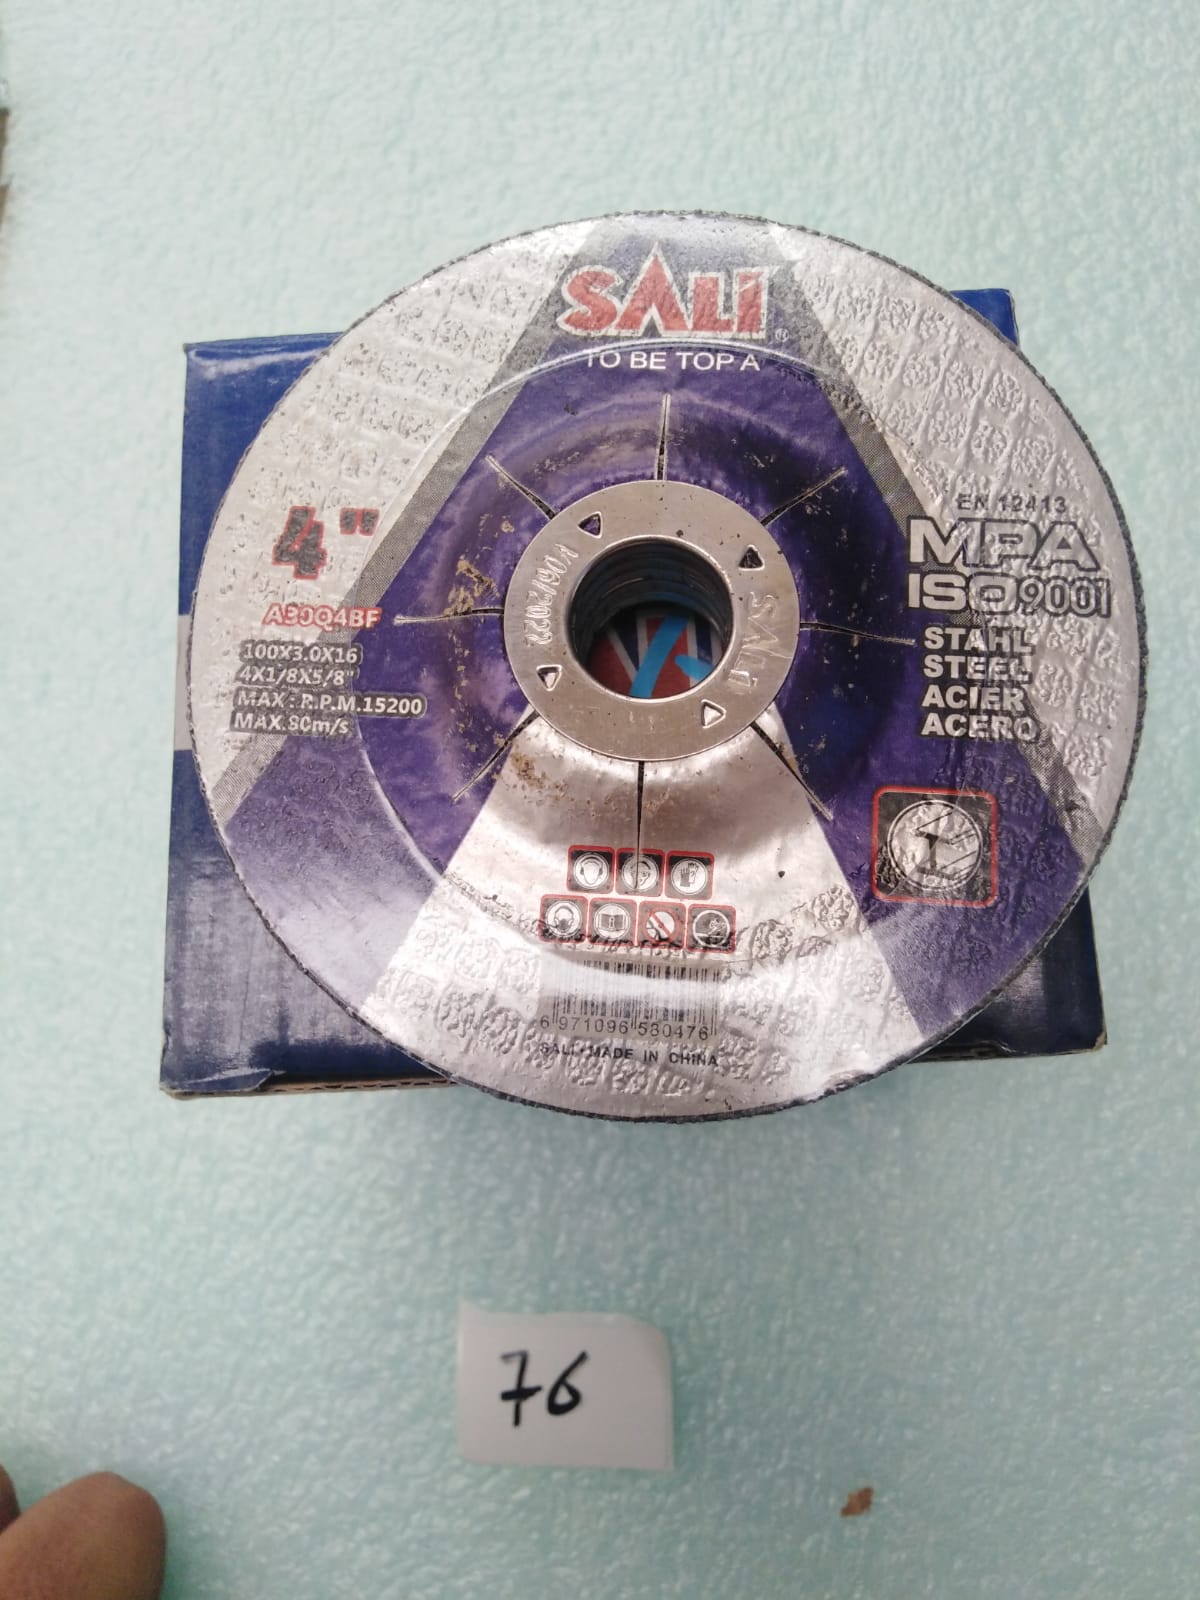 SALI®
TO BE TOP A
4"
A30Q4BF
100X3.0X16
4X1/8X5/8"
MAX:R.P.M.15200
MAX.80m/s
EN 12413
MPA
ISO9001
STAHL
STEEL
ACIER
ACERO
SALI
6 971096 580476
SALI·MADE IN CHINA
76